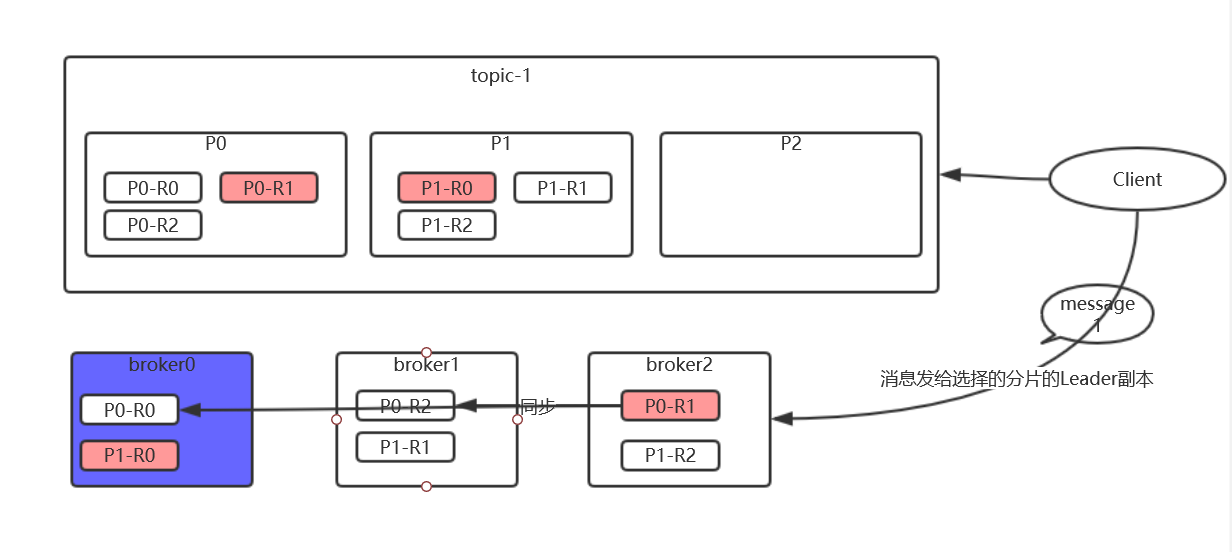 topic-1
P0
P1
P2
P0-R0
P0-R1
P1-R0
P1-R1
P0-R2
P1-R2
Client
message
1
broker0
broker1
broker2
消息发给选择的分片的Leader副本
P0-R0
P0-R2
同步
P0-R1
P1-R0
P1-R1
P1-R2